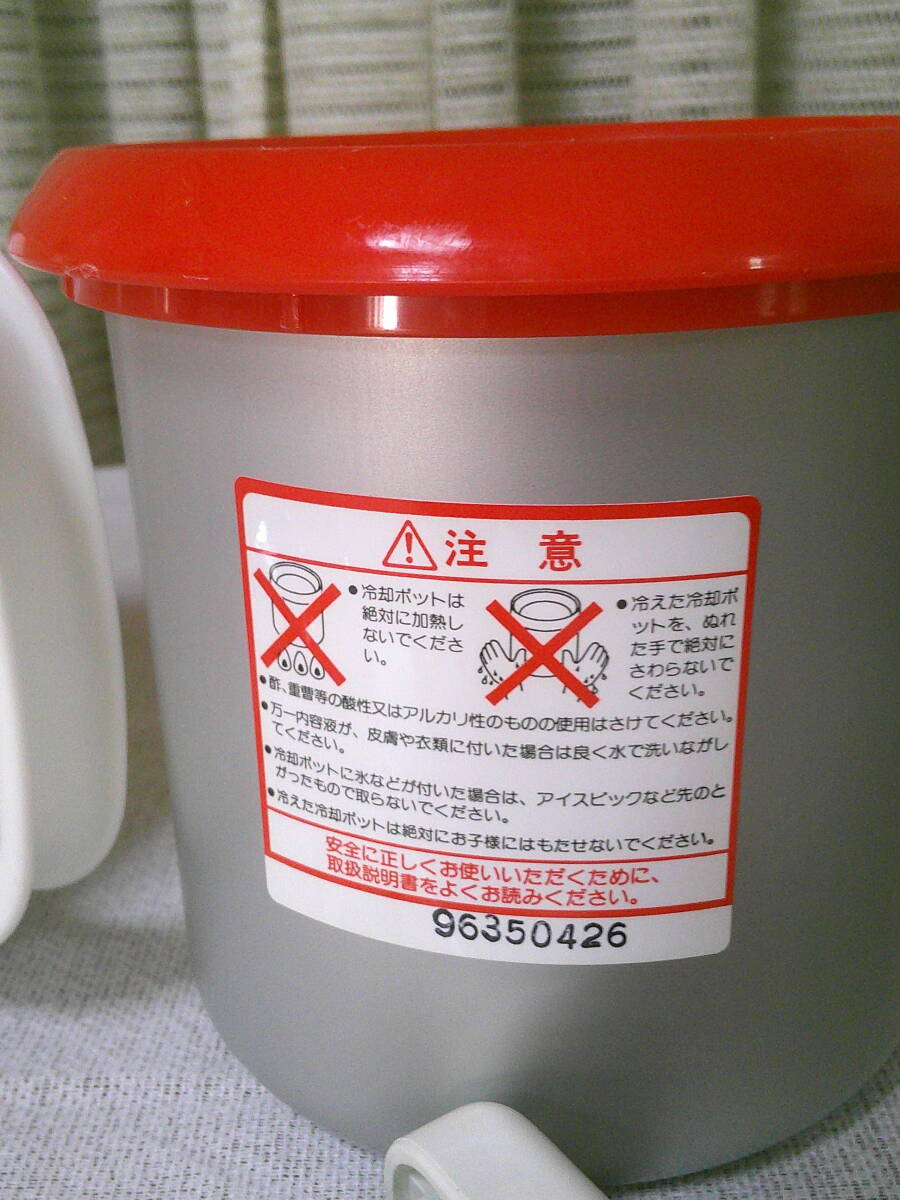 注 意
●冷却ポットは
絶対に加熱し
ないでくださ
い。
●冷えた冷却ポ
ットを、ぬれ
た手で絶対に
さわらないで
ください。
●酢、重曹等の酸性又はアルカリ性のものの使用はさけてください。
●万一内容液が、皮膚や衣類に付いた場合は良く水で洗いながし
てください。
●冷却ポットに氷などが付いた場合は、アイスピックなど先のと
がったもので取らないでください。
●冷えた冷却ポットは絶対にお子様にはもたせないでください。
安全に正しくお使いいただくために、
取扱説明書をよくお読みください。
96350426